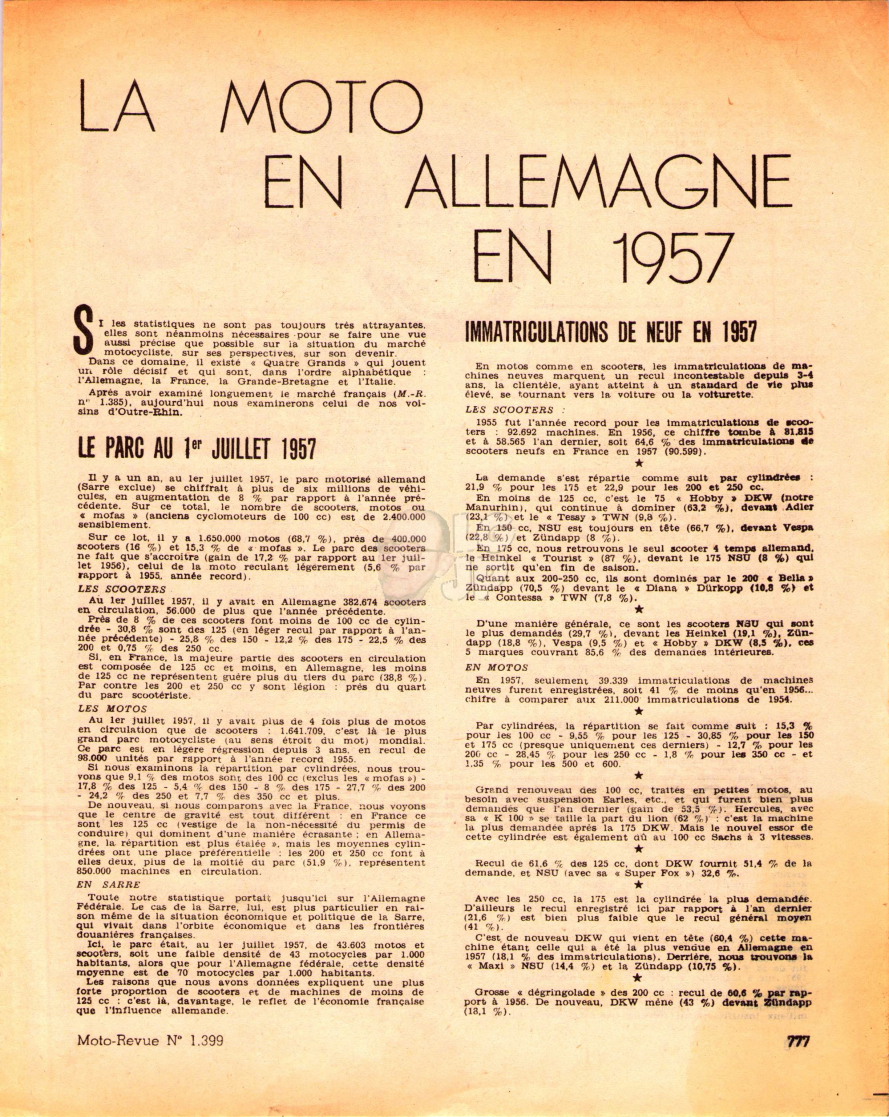 LA MOTO
EN ALLEMAGNE
EN 1957
SI les statistiques ne sont pas toujours trés attrayantes,
elles sont néanmoins nécessaires pour se faire une vue
aussi précise que possible sur la situation du marché
motocycliste, sur ses perspectives, sur son devenir.
Dans ce domaine, il existé « Quatre Grands » qui jouent
un rôle décisif et qui sont, dans l'ordre alphabétique :
l'Allemagne, la France, la Grande-Bretagne et l'Italie.
Aprés avoir examiné longuement le marché français (M.-R.
n° 1.385), aujourd'hui nous examinerons celui de nos voi-
sins d'Outre-Rhin.
LE PARC AU 1er JUILLET 1957
Il y a un an, au 1er juillet 1957, le parc motorisé allemand
(Sarre exclue) se chiffrait à plus de six millions de véhi-
cules, en augmentation de 8 % par rapport à l'année pré-
cédente. Sur ce total, le nombre de scooters, motos ou
« mofas » (anciens cyclomoteurs de 100 cc) est de 2.400.000
sensiblement.
Sur ce lot, il y a 1.650.000 motos (68,7 %), prés de 400.000
scooters (16 %) et 15,3 % de « mofas ». Le parc des scooters
ne fait que s'accroître (gain de 17,2 % par rapport au 1er juil-
let 1956), celui de la moto reculant légérement (5,6 % par
rapport à 1955, année record).
LES SCOOTERS
Au 1er juillet 1957, il y avait en Allemagne 382.674 scooters
en circulation, 56.000 de plus que l'année précédente.
Prés de 8 % de ces scooters font moins de 100 cc de cylin-
drée - 30,8 % sont des 125 (en léger recul par rapport à l'an-
née précédente) - 25,8 % des 150 - 12,2 % des 175 - 22,5 % des
200 et 0,75 % des 250 cc.
Si, en France, la majeure partie des scooters en circulation
est composée de 125 cc et moins, en Allemagne, les moins
de 125 cc ne représentent guére plus du tiers du parc (38,8 %).
Par contre les 200 et 250 cc y sont légion : prés du quart
du parc scootériste.
LES MOTOS
Au 1er juillet 1957, il y avait plus de 4 fois plus de motos
en circulation que de scooters : 1.641.709, c'est là le plus
grand parc motocycliste (au sens étroit du mot) mondial.
Ce parc est en légére régression depuis 3 ans, en recul de
98.000 unités par rapport à l'année record 1955.
Si nous examinons la répartition par cylindrées, nous trou-
vons que 9,1 % des motos sont des 100 cc (exclus les « mofas ») -
17,8 % des 125 - 5,4 % des 150 - 8 % des 175 - 27,7 % des 200
- 24,2 % des 250 et 7,7 % des 350 cc et plus.
De nouveau, si nous comparons avec la France, nous voyons
que le centre de gravité est tout différent : en France ce
sont les 125 cc (vestige de la non-nécessité du permis de
conduire) qui dominent d'une manière écrasante ; en Allema-
gne, la répartition est plus étalée », mais les moyennes cylin-
drées ont une place préférentielle : les 200 et 250 cc font à
elles deux, plus de la moitié du parc (51,9 %), représentent
850.000 machines en circulation.
EN SARRE
Toute notre statistique portait jusqu'ici sur l'Allemagne
Fédérale. Le cas de la Sarre, lui, est plus particulier en rai-
son même de la situation économique et politique de la Sarre,
qui vivait dans l'orbite économique et dans les frontières
douanières françaises.
Ici, le parc était, au 1er juillet 1957, de 43.603 motos et
scooters, soit une faible densité de 43 motocycles par 1.000
habitants, alors que pour l'Allemagne fédérale, cette densité
moyenne est de 70 motocycles par 1.000 habitants.
Les raisons que nous avons données expliquent une plus
forte proportion de scooters et de machines de moins de
125 cc : c'est là, davantage, le reflet de l'économie française
que l'influence allemande.
IMMATRICULATIONS DE NEUF EN 1957
En motos comme en scooters, les immatriculations de ma-
chines neuves marquent un recul incontestable depuis 3-4
ans, la clientéle, ayant atteint à un standard de vie plus
élevé, se tournant vers la voiture ou la voiturette.
LES SCOOTERS :
1955 fut l'année record pour les immatriculations de scoo-
ters : 92.692 machines. En 1956, ce chiffre tombe à 81.815
et à 58.565 l'an dernier, soit 64,6 % des immatriculations de
scooters neufs en France en 1957 (90.599).
★
La demande s'est répartie comme suit par cylindrées :
21,9 % pour les 175 et 22,9 pour les 200 et 250 cc.
En moins de 125 cc, c'est le 75 « Hobby » DKW (notre
Manurhin), qui continue à dominer (63,2 %), devant Adler
(23,1 %) et le « Tessy » TWN (9,8 %).
En 150 cc, NSU est toujours en tête (66,7 %), devant Vespa
(22,8 %) et Zündapp (8 %).
En 175 cc, nous retrouvons le seul scooter 4 temps allemand,
le Heinkel « Tourist » (87 %), devant le 175 NSU (8 %) qui
ne sortit qu'en fin de saison.
Quant aux 200-250 cc, ils sont dominés par le 200 « Bella »
Zündapp (70,5 %) devant le « Diana » Dürkopp (10,8 %) et
le « Contessa » TWN (7,8 %).
★
D'une manière générale, ce sont les scooters NSU qui sont
le plus demandés (29,7 %), devant les Heinkel (19,1 %), Zün-
dapp (18,8 %), Vespa (9,5 %) et « Hobby » DKW (8,5 %), ces
5 marques couvrant 85,6 % des demandes intérieures.
EN MOTOS
En 1957, seulement 39.339 immatriculations de machines
neuves furent enregistrées, soit 41 % de moins qu'en 1956...
chiffre à comparer aux 211.000 immatriculations de 1954.
★
Par cylindrées, la répartition se fait comme suit : 15,3 %
pour les 100 cc - 9,55 % pour les 125 - 30,85 % pour les 150
et 175 cc (presque uniquement ces derniers) - 12,7 % pour les
200 cc - 28,45 % pour les 250 cc - 1,8 % pour les 350 cc - et
1,35 % pour les 500 et 600.
★
Grand renouveau des 100 cc, traités en petites motos, au
besoin avec suspension Earles, etc., et qui furent bien plus
demandés que l'an dernier (gain de 53,5 %). Hercules, avec
sa « K 100 » se taille la part du lion (62 %) : c'est la machine
la plus demandée aprés la 175 DKW. Mais le nouvel essor de
cette cylindrée est également dû au 100 cc Sachs à 3 vitesses.
★
Recul de 61,6 % des 125 cc, dont DKW fournit 51,4 % de la
demande, et NSU (avec sa « Super Fox ») 32,6 %.
★
Avec les 250 cc, la 175 est la cylindrée la plus demandée.
D'ailleurs le recul enregistré ici par rapport à l'an dernier
(21,6 %) est bien plus faible que le recul général moyen
(41 %).
C'est de nouveau DKW qui vient en tête (60,4 %) cette ma-
chine étant celle qui a été la plus vendue en Allemagne en
1957 (18,1 % des immatriculations). Derrière, nous trouvons la
« Maxi » NSU (14,4 %) et la Zündapp (10,75 %).
★
Grosse « dégringolade » des 200 cc : recul de 60,6 % par rap-
port à 1956. De nouveau, DKW mène (43 %) devant Zündapp
(18,1 %).
Moto-Revue N° 1.399
777